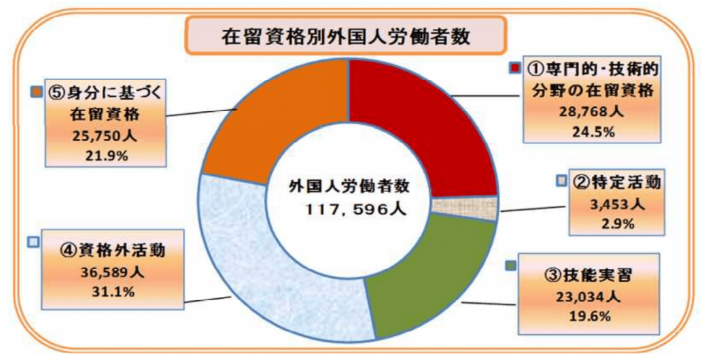 在留資格別外国人労働者数
①専門的・技術的
分野の在留資格
28,768人
24.5%
②特定活動
3,453人
2.9%
③技能実習
23,034人
19.6%
④資格外活動
36,589人
31.1%
⑤身分に基づく
在留資格
25,750人
21.9%
外国人労働者数
117,596人